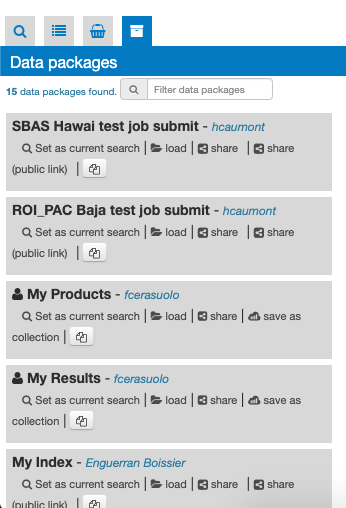 Data packages
15 data packages found. Filter data packages
SBAS Hawai test job submit - hcaumont
Set as current search | load | share | share
(public link) |
ROI_PAC Baja test job submit - hcaumont
Set as current search | load | share | share
(public link) |
My Products - fcerasuolo
Set as current search | load | share | save as
collection |
My Results - fcerasuolo
Set as current search | load | share | save as
collection |
My Index - Enguerran Boissier
Set as current search | load | share | share
(public link) |